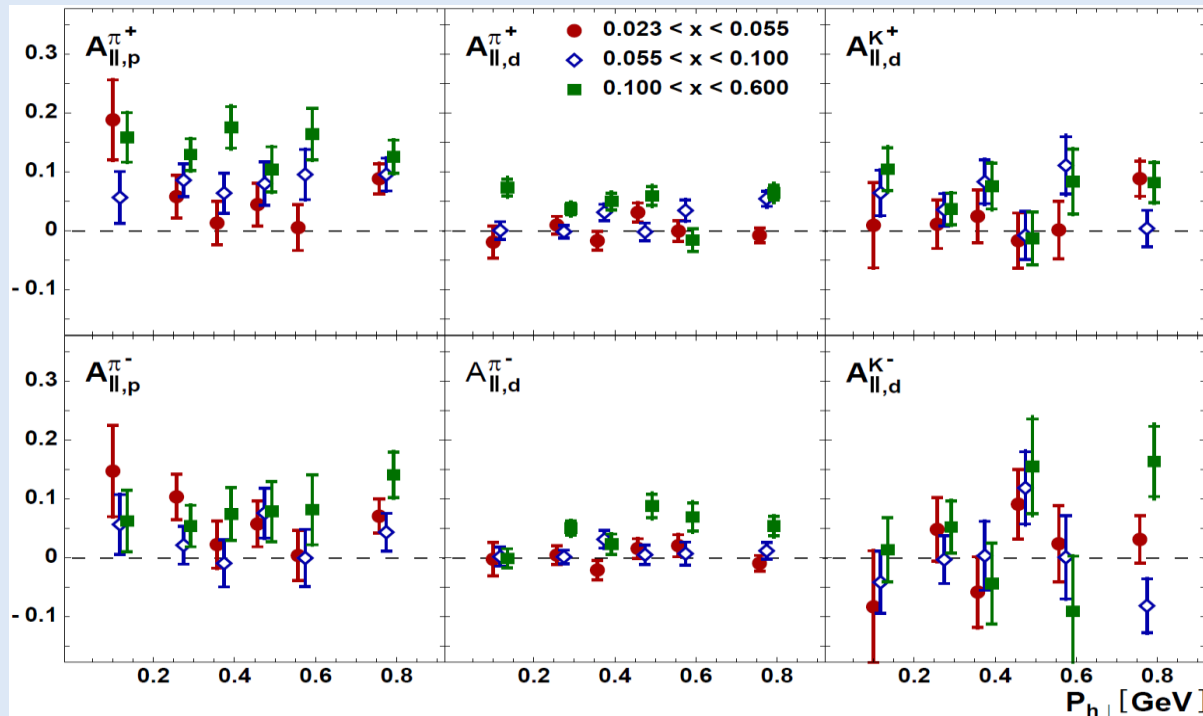 A π+ ||,p
A π+ ||,d
A K+ ||,d
0.023 < x < 0.055
0.055 < x < 0.100
0.100 < x < 0.600
0.3
0.2
0.1
0
- 0.1
A π- ||,p
A π- ||,d
A K- ||,d
0.3
0.2
0.1
0
- 0.1
0.2 0.4 0.6 0.8 0.2 0.4 0.6 0.8 0.2 0.4 0.6 0.8
P h⊥ [GeV]